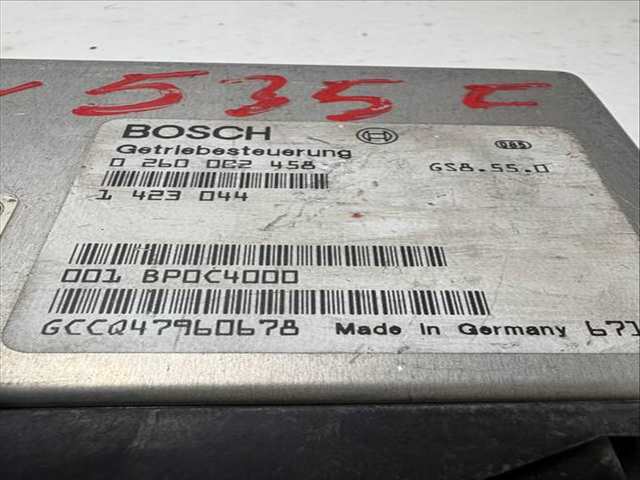 535
BOSCH
Getriebesteuerung
0 260 002 458
GS8.55.0
1 423 044
001 BP0C4000
GCCQ47960678 Made in Germany 671